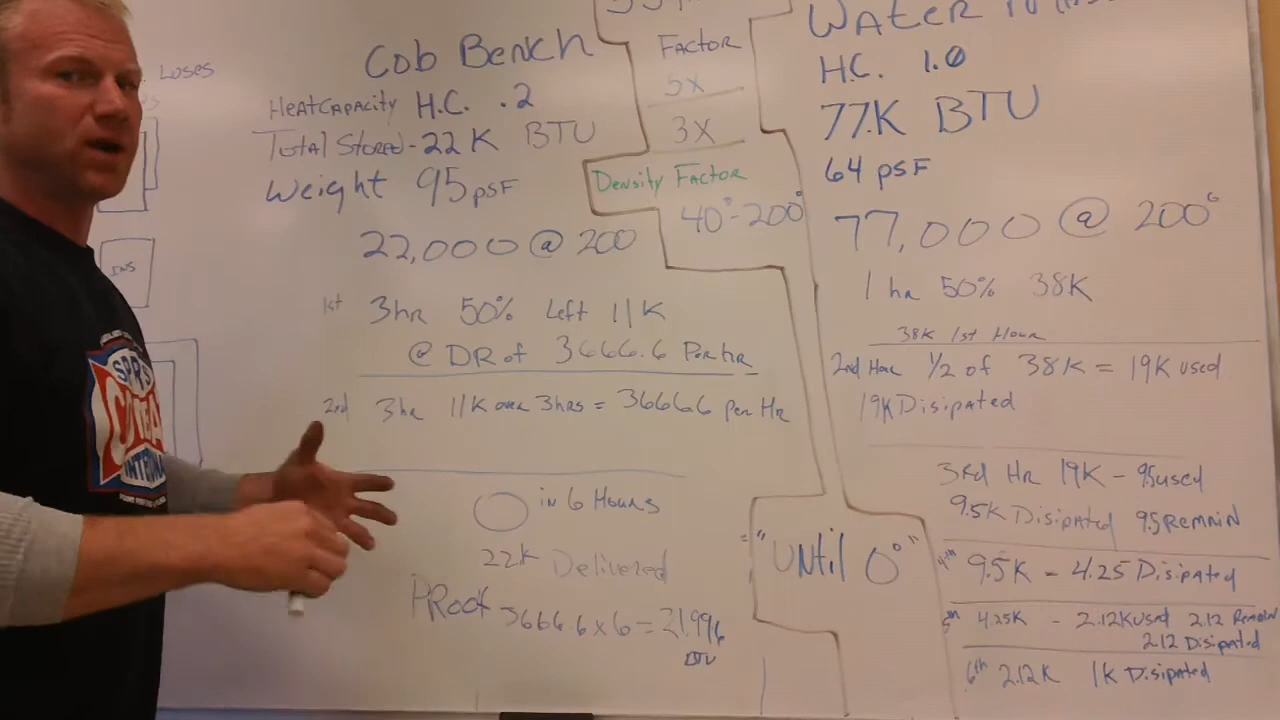 Loses
INS
Cob Bench
HeatCapacity H.C. .2
Total Stored - 22K BTU
Weight 95 psf
22,000 @ 200
1st 3hr 50% Left 11K
@ DR of 3666.6 Per hr
2nd 3hr 11K over 3hrs = 3666.6 per Hr
O in 6 Hours
22K Delivered
Proof 3666.6 x 6 = 21,996
BTU
Factor
5X
3X
Density Factor
40°-200°
= "Until 0°"
Water
HC. 1.0
77K BTU
64 psf
77,000 @ 200°
1 hr 50% 38K
38K 1st Hour
2nd Hour 1/2 of 38K = 19K used
19K Disipated
3rd Hr 19K - 9.5 used
9.5K Disipated 9.5 Remain
4th 9.5K - 4.25 Disipated
5th 4.25K - 2.12K used 2.12 Remain
2.12 Disipated
6th 2.12K 1K Disipated